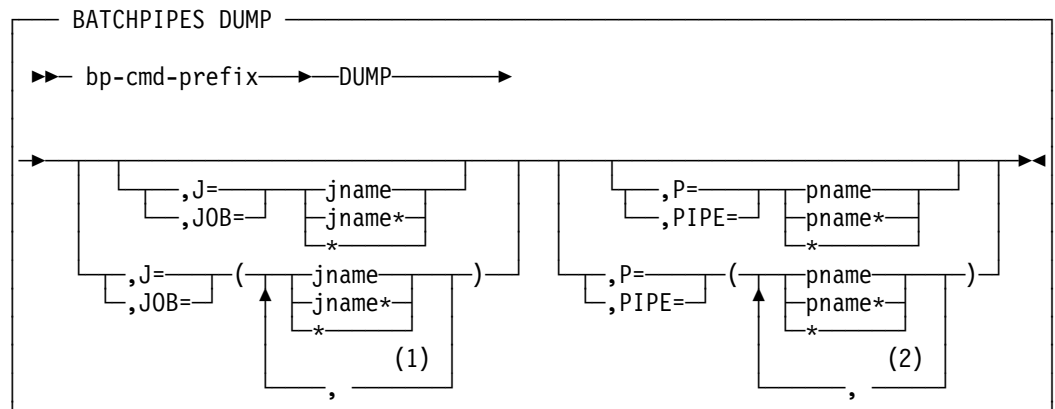 BATCHPIPES DUMP
bp-cmd-prefix DUMP
,J= jname ,P= pname
,JOB= jname* ,PIPE= pname*
* *
,J= ( jname ) ,P= ( pname )
,JOB= jname* ,PIPE= pname*
* *
(1) (2)
, ,